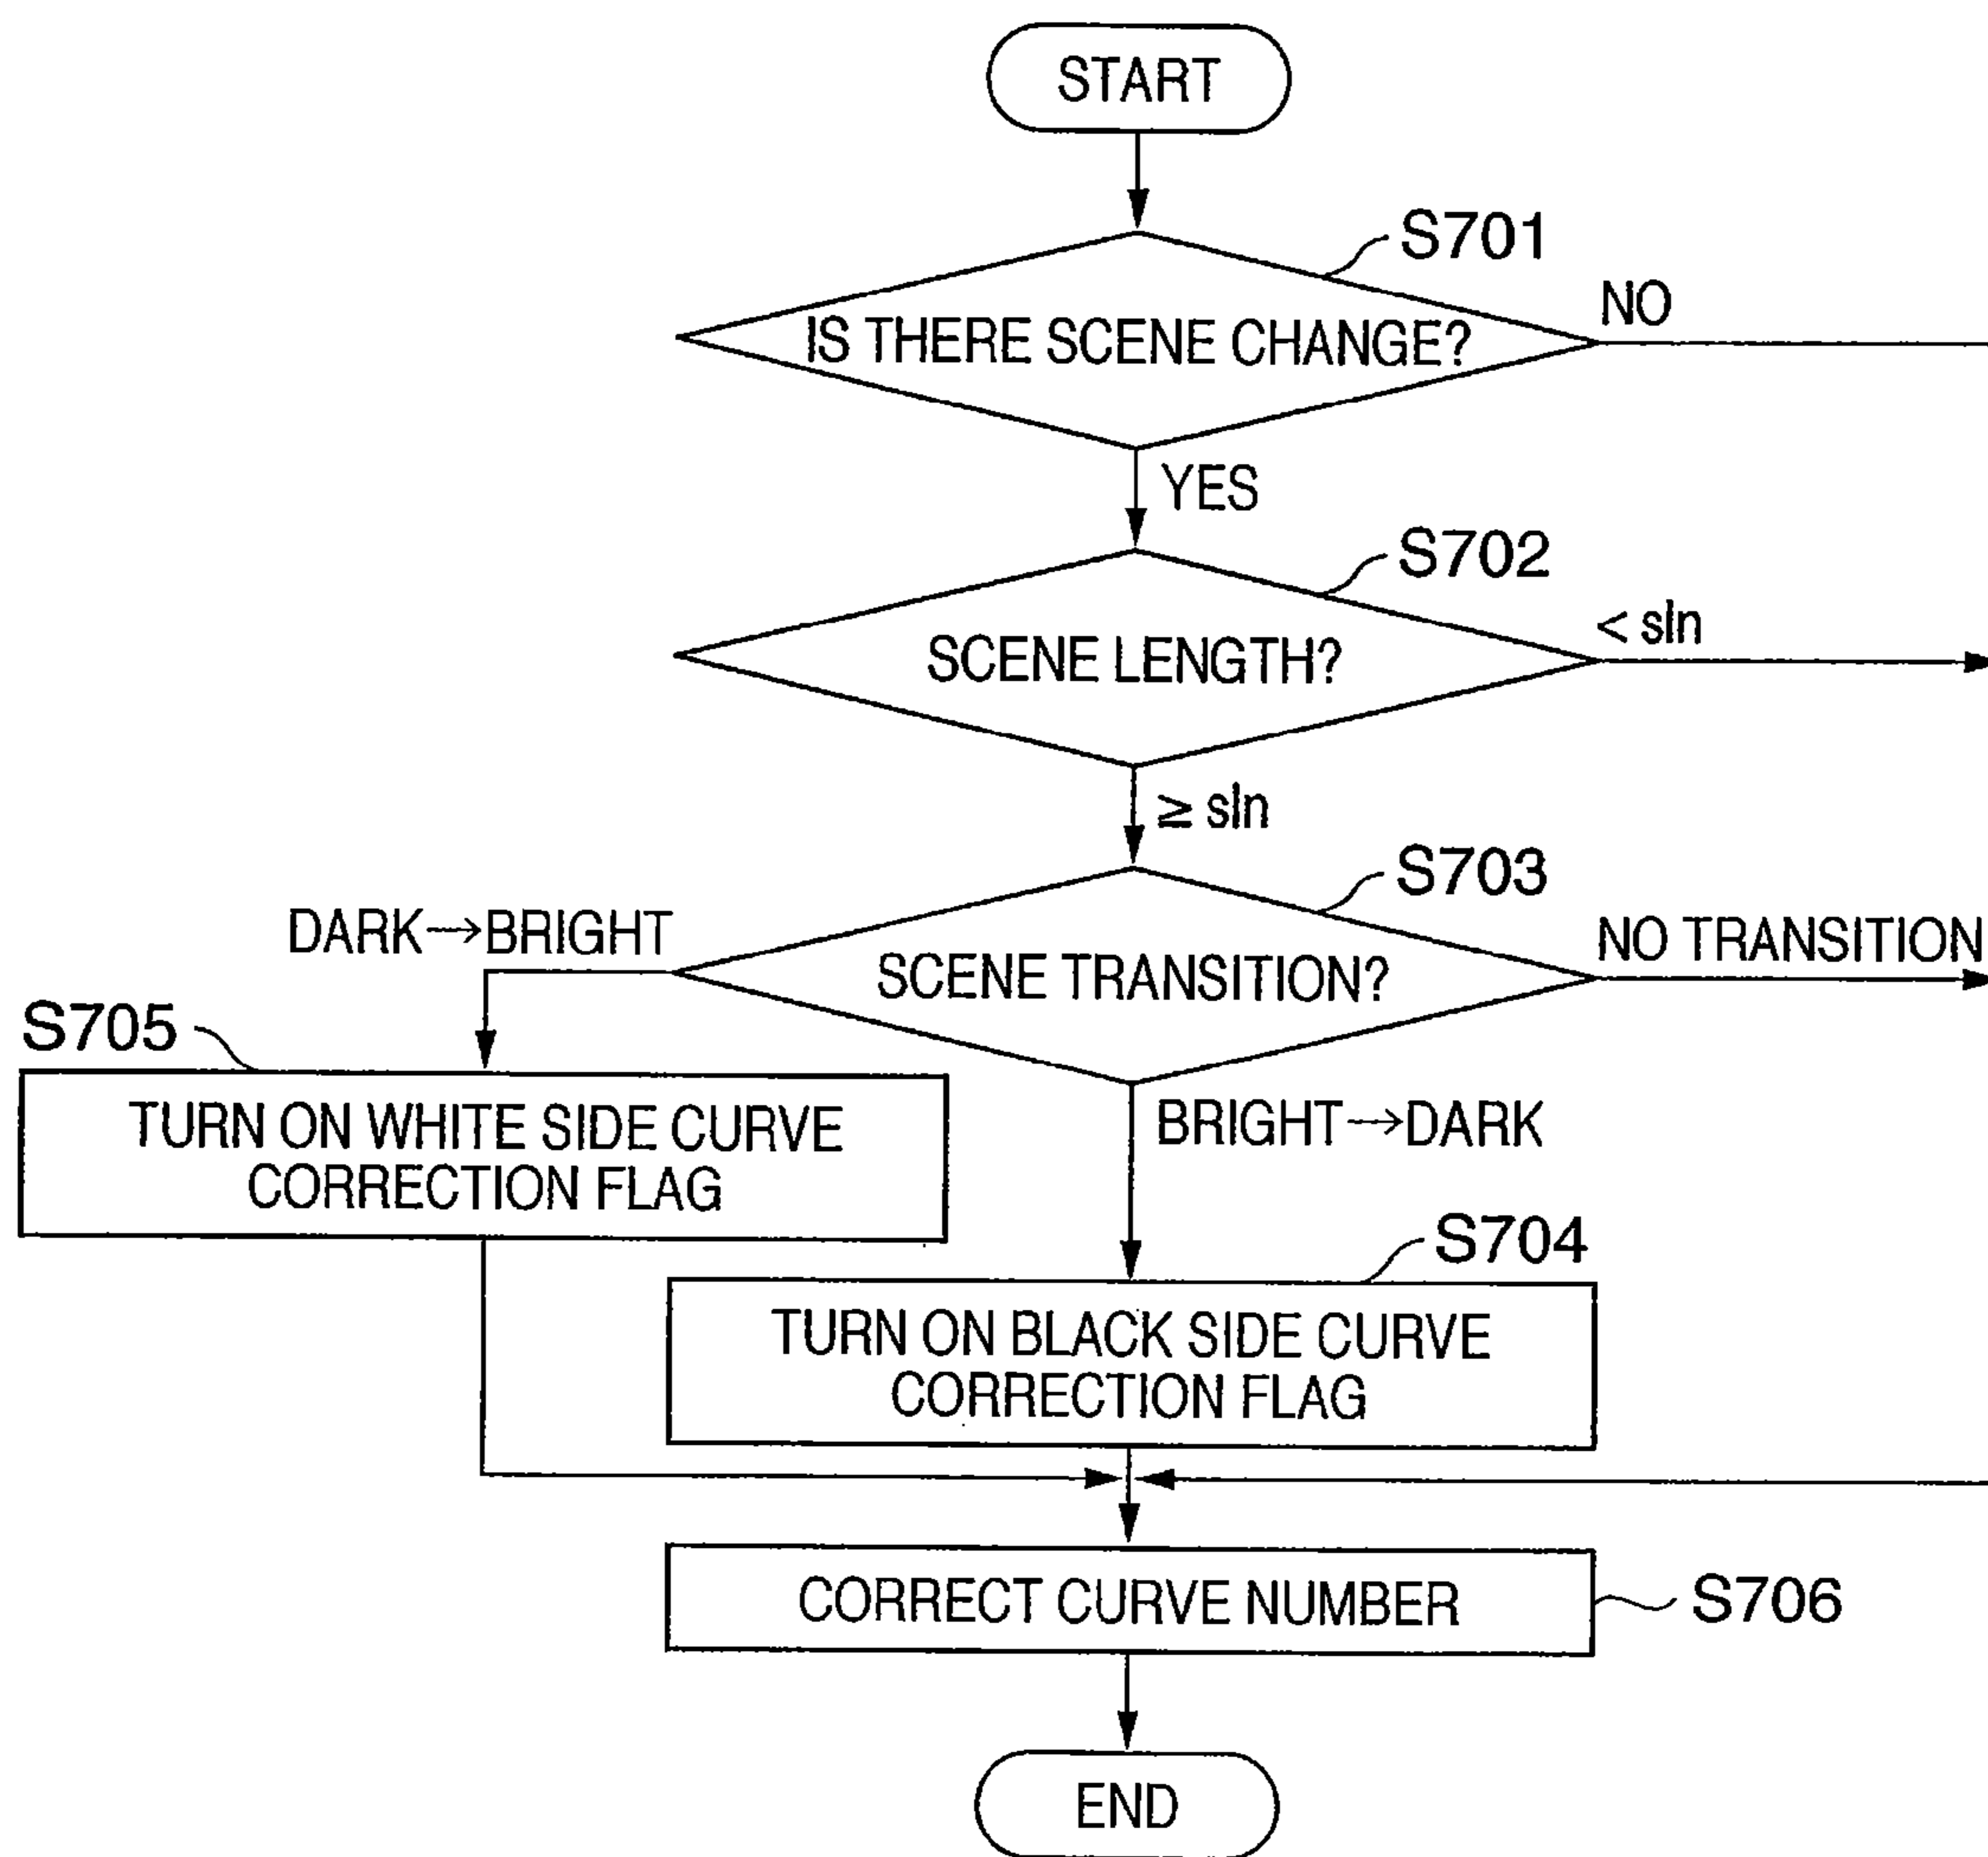 START
S701
IS THERE SCENE CHANGE?
NO
YES
S702
SCENE LENGTH?
< sln
≥ sln
S703
DARK→BRIGHT
SCENE TRANSITION?
NO TRANSITION
S705
TURN ON WHITE SIDE CURVE
CORRECTION FLAG
BRIGHT→DARK
S704
TURN ON BLACK SIDE CURVE
CORRECTION FLAG
CORRECT CURVE NUMBER
S706
END